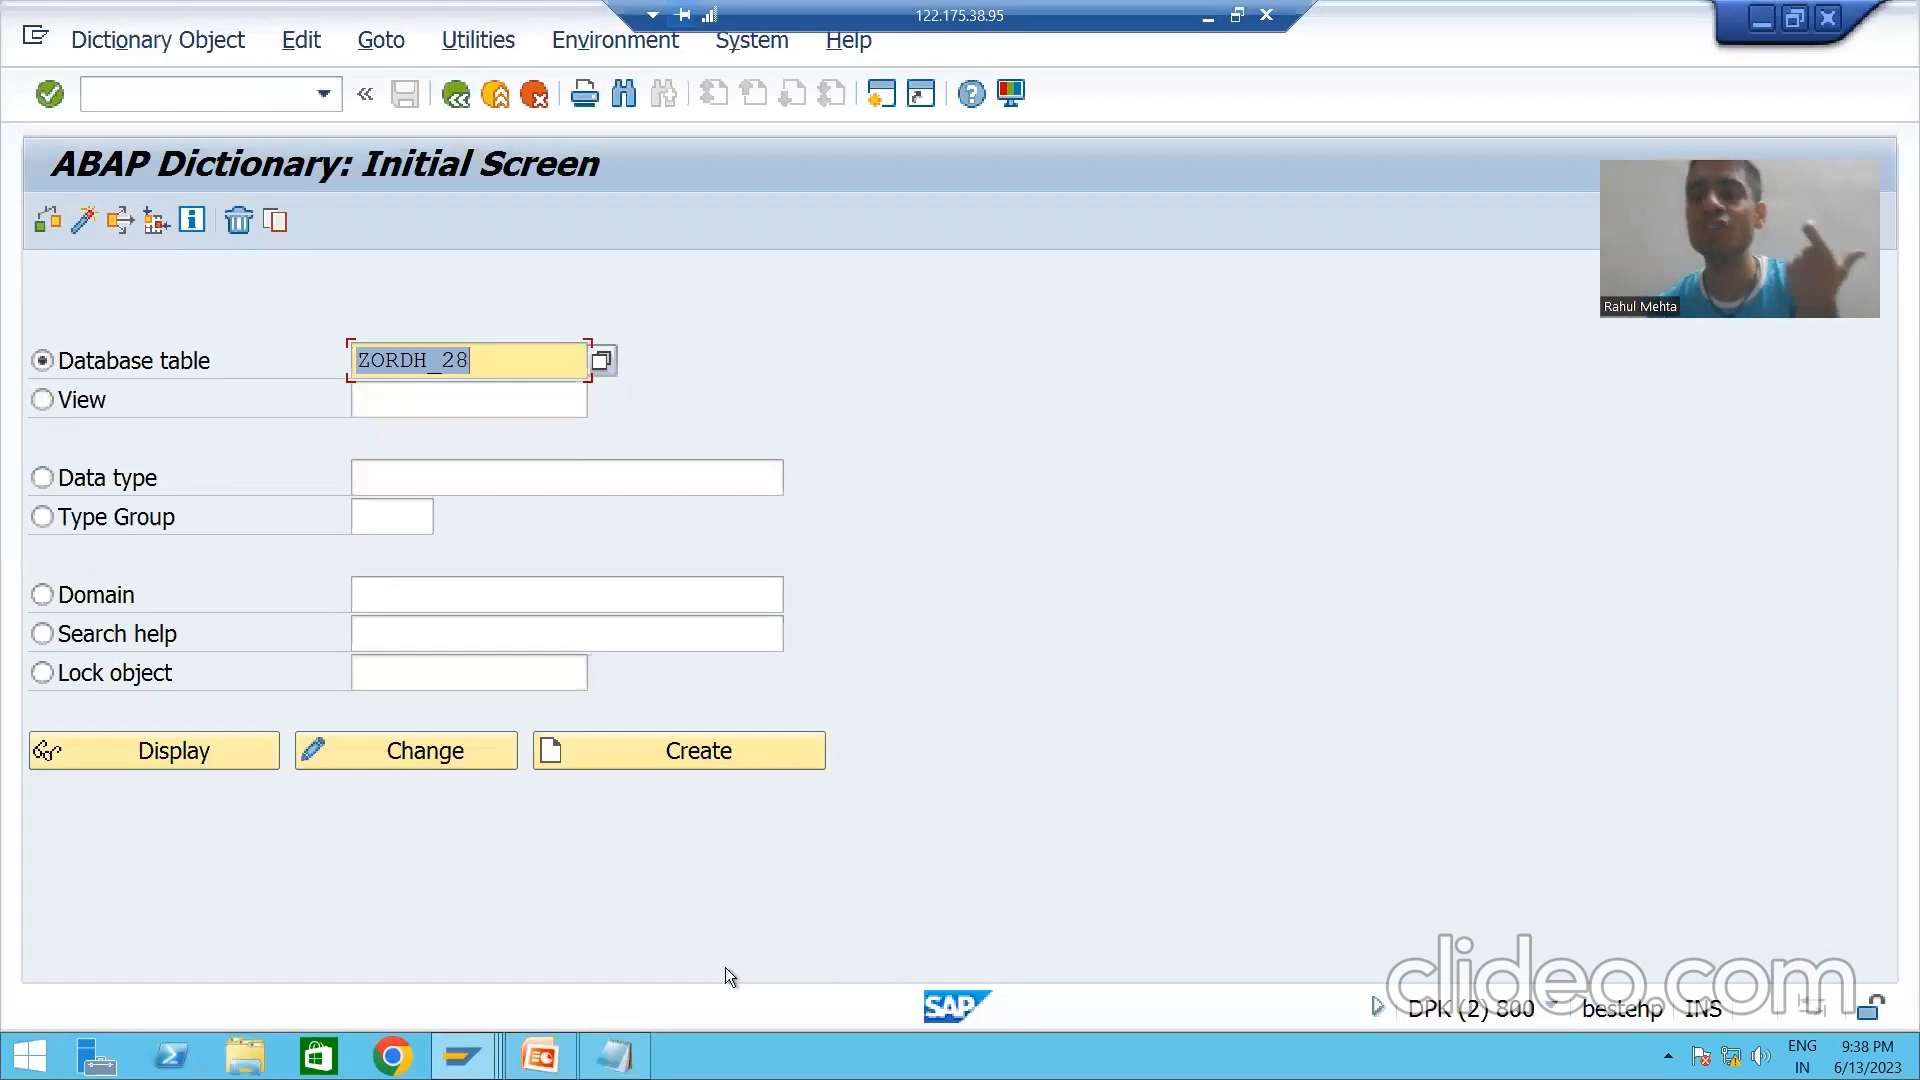 122.175.38.95
Dictionary Object Edit Goto Utilities Environment System Help
ABAP Dictionary: Initial Screen
Rahul Mehta
Database table ZORDH_28
View
Data type
Type Group
Domain
Search help
Lock object
Display Change Create
clideo.com
SAP DPK (2) 800 bestehp INS
ENG 9:38 PM
IN 6/13/2023